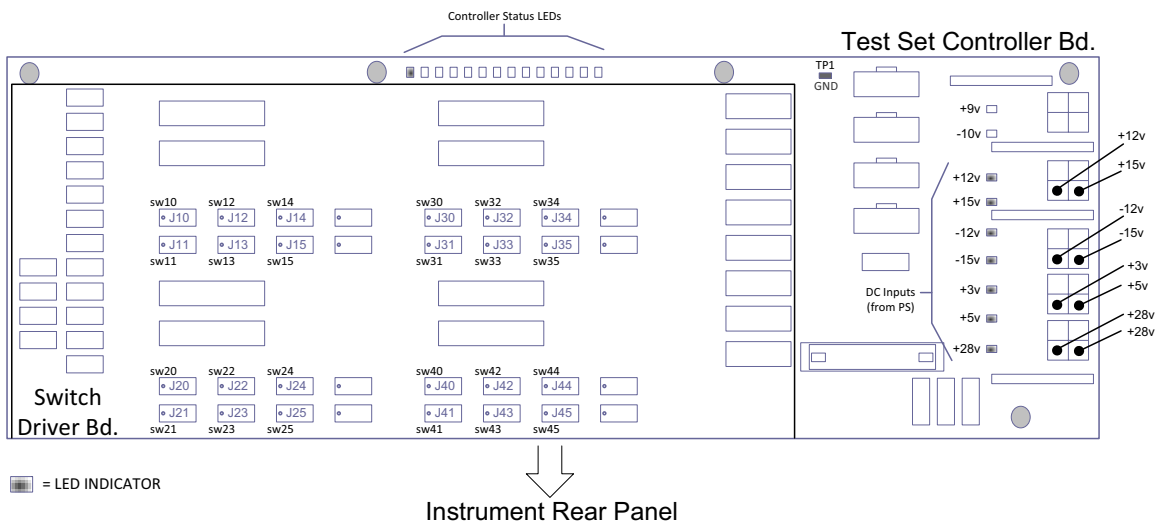 Controller Status LEDs
Test Set Controller Bd.
TP1
GND
+9v
-10v
+12v
+15v
-12v
-15v
+3v
+5v
+28v
DC Inputs
(from PS)
+12v
+15v
-12v
-15v
+3v
+5v
+28v
+28v
sw10 sw12 sw14
J10 J12 J14
J11 J13 J15
sw11 sw13 sw15
sw30 sw32 sw34
J30 J32 J34
J31 J33 J35
sw31 sw33 sw35
sw20 sw22 sw24
J20 J22 J24
J21 J23 J25
sw21 sw23 sw25
sw40 sw42 sw44
J40 J42 J44
J41 J43 J45
sw41 sw43 sw45
Switch
Driver Bd.
= LED INDICATOR
Instrument Rear Panel